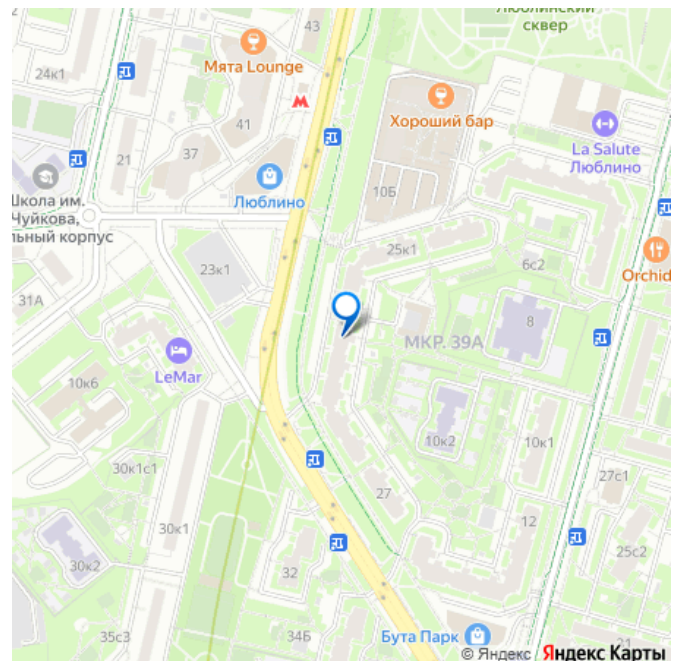 Люблинский
сквер
43
24к1
Мята Lounge
Хороший бар
41
La Salute
Люблино
21
37
Школа им.
Чуйкова,
льный корпус
Люблино
10Б
25к1
6с2
Orchid
23к1
31А
8
МКР. 39А
LeMar
10к6
10к2
10к1
30к1с1
27с1
27
12
30к1
25с2
30к2
32
35с3
34Б
Бута Парк
21
© Яндекс Яндекс Карты